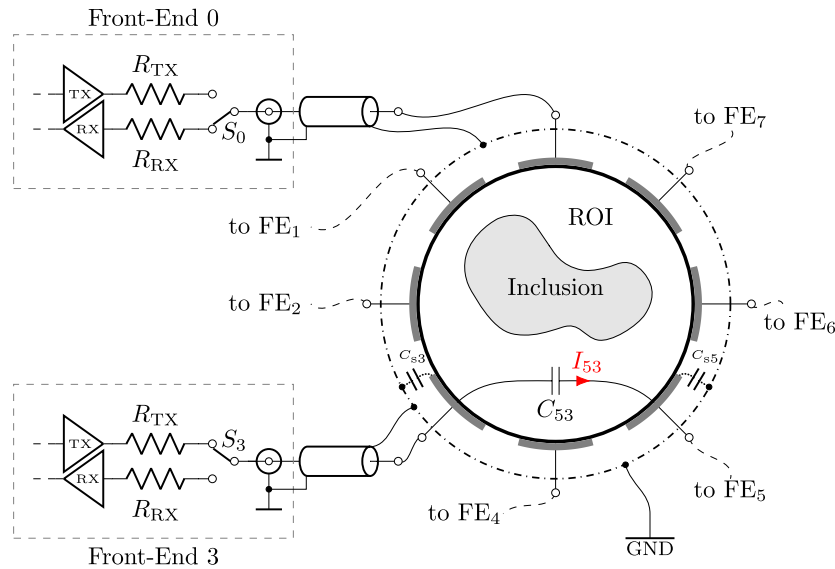 Front-End 0
R_TX
TX
RX
S_0
R_RX
to FE_7
ROI
to FE_1
Inclusion
to FE_2
to FE_6
C_s3
C_s5
I_53
C_53
R_TX
S_3
TX
RX
R_RX
to FE_5
to FE_4
GND
Front-End 3